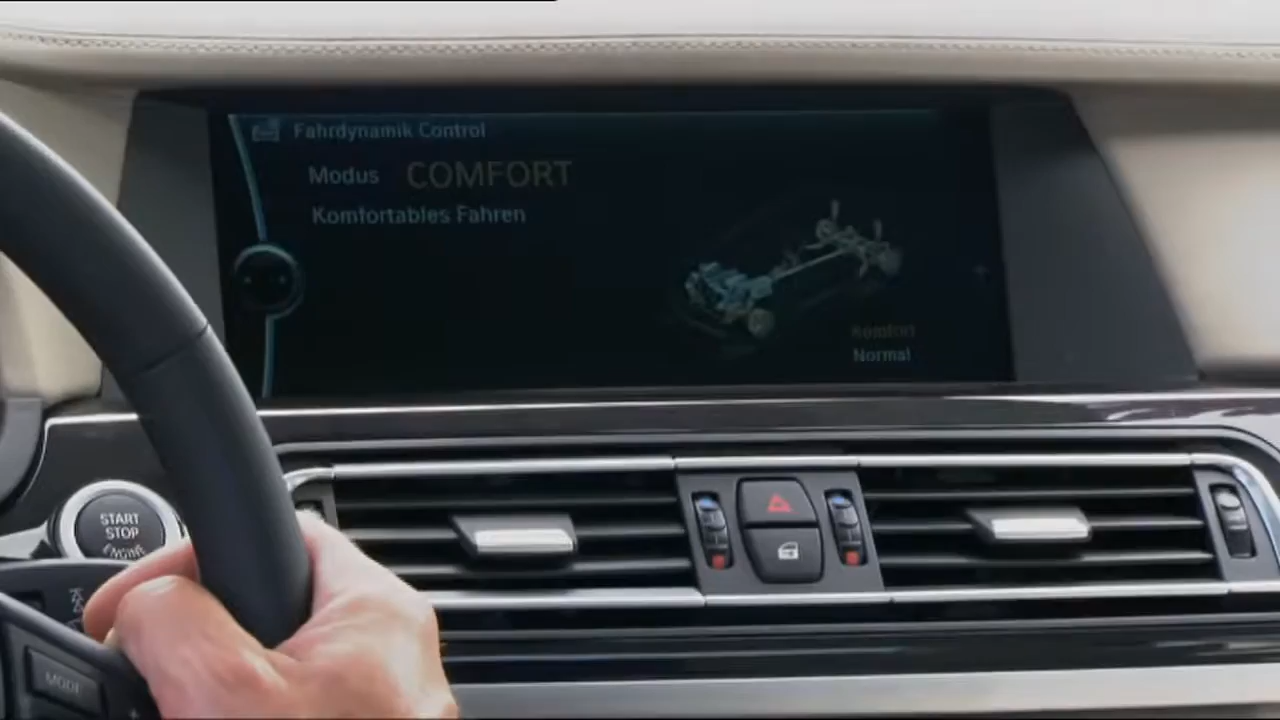 Fahrdynamik Control
Modus COMFORT
Komfortables Fahren
Komfort
Normal
START
STOP
ENGINE
MODE